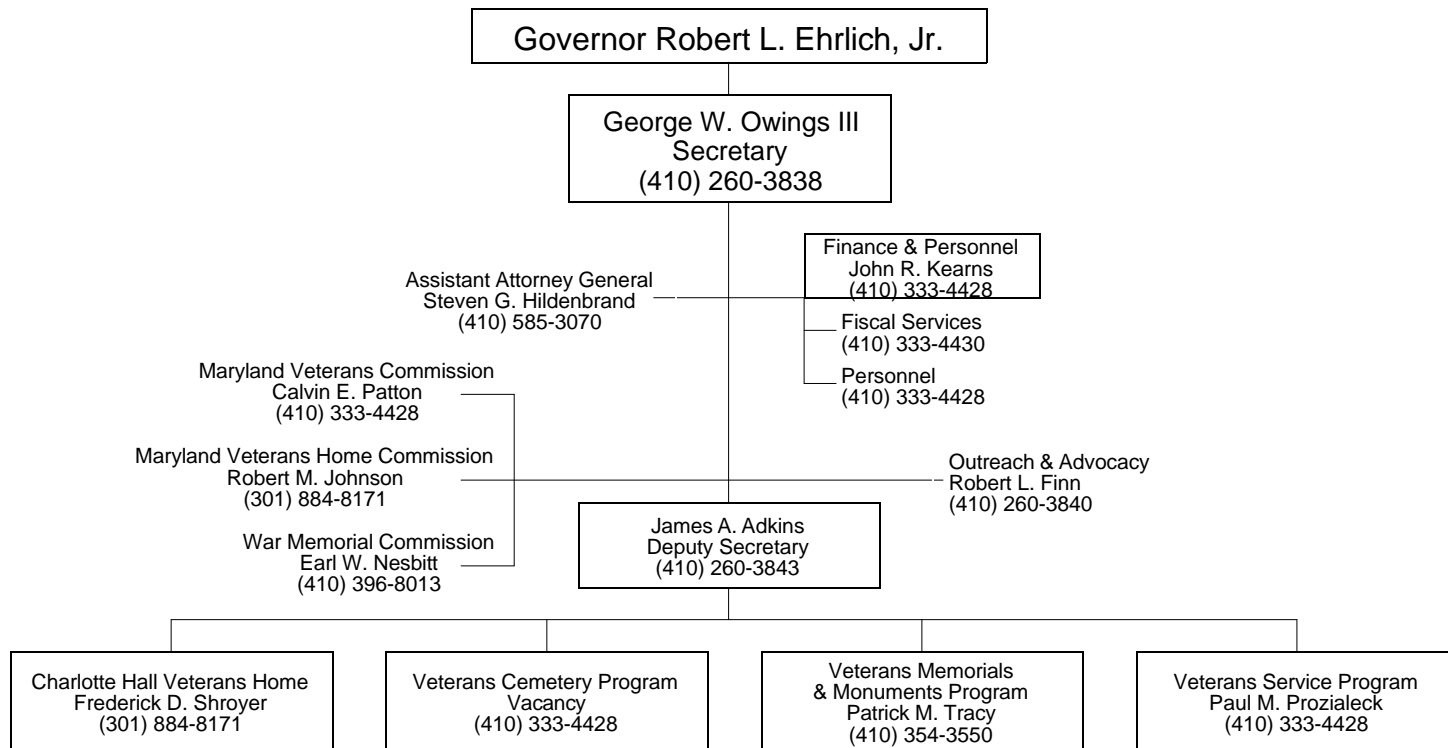 Governor Robert L. Ehrlich, Jr.
George W. Owings III
Secretary
(410) 260-3838
Finance & Personnel
John R. Kearns
(410) 333-4428
Assistant Attorney General
Steven G. Hildenbrand
(410) 585-3070
Fiscal Services
(410) 333-4430
Personnel
(410) 333-4428
Maryland Veterans Commission
Calvin E. Patton
(410) 333-4428
Maryland Veterans Home Commission
Robert M. Johnson
(301) 884-8171
Outreach & Advocacy
Robert L. Finn
(410) 260-3840
War Memorial Commission
Earl W. Nesbitt
(410) 396-8013
James A. Adkins
Deputy Secretary
(410) 260-3843
Charlotte Hall Veterans Home
Frederick D. Shroyer
(301) 884-8171
Veterans Cemetery Program
Vacancy
(410) 333-4428
Veterans Memorials
& Monuments Program
Patrick M. Tracy
(410) 354-3550
Veterans Service Program
Paul M. Prozialeck
(410) 333-4428